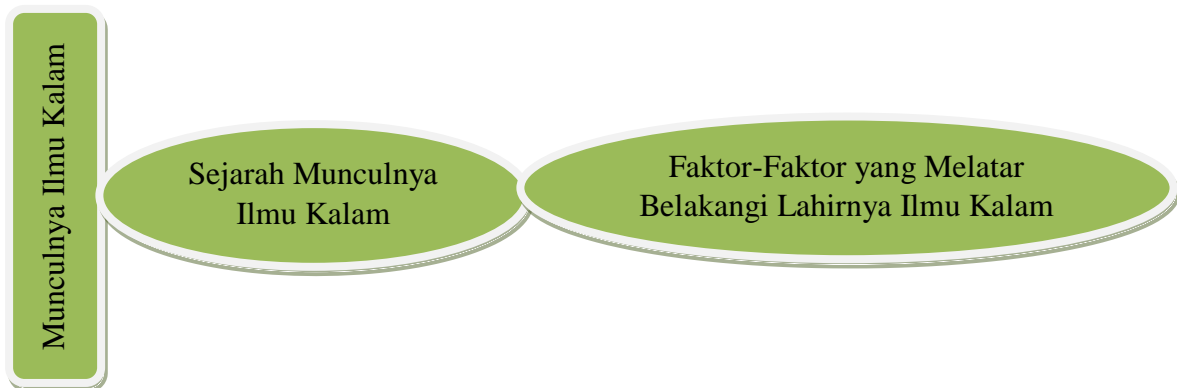 Munculnya Ilmu Kalam
Sejarah Munculnya
Ilmu Kalam
Faktor-Faktor yang Melatar
Belakangi Lahirnya Ilmu Kalam